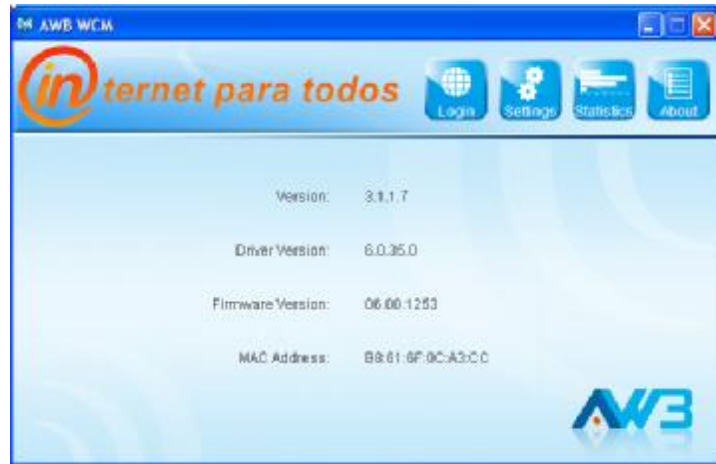 AWB WCM
internet para todos
Login Settings Statistics About
Version: 3.1.1.7
Driver Version: 6.0.35.0
Firmware Version: 06.00.1253
MAC Address: B8:61:6F:0C:A3:CC
AWB